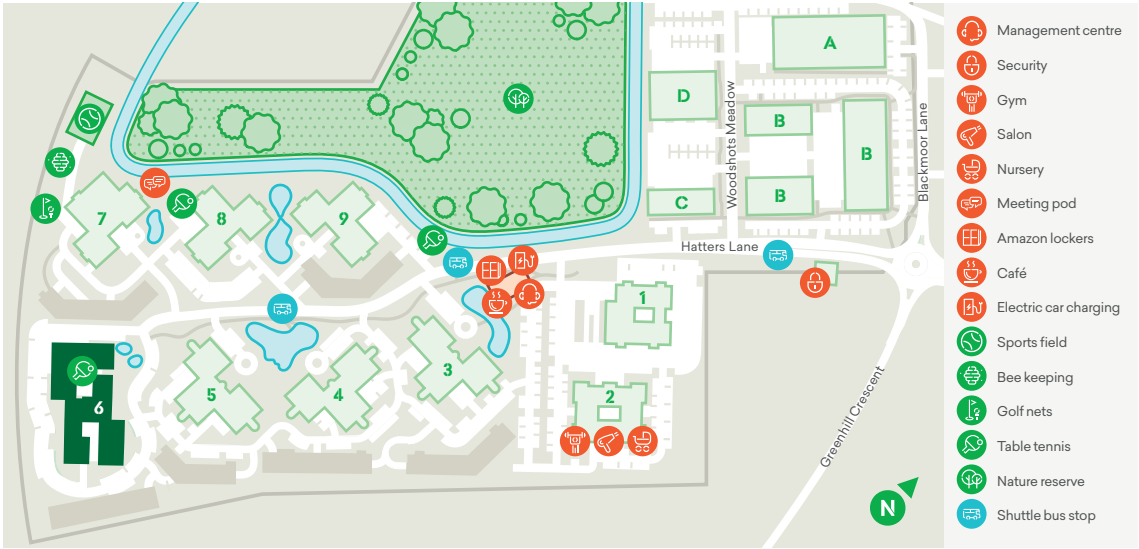 A
D
B
B
B
C
Woodshots Meadow
Blackmoor Lane
Hatters Lane
Greenhill Crescent
7
8
9
1
2
3
4
5
6
N
Management centre
Security
Gym
Salon
Nursery
Meeting pod
Amazon lockers
Café
Electric car charging
Sports field
Bee keeping
Golf nets
Table tennis
Nature reserve
Shuttle bus stop